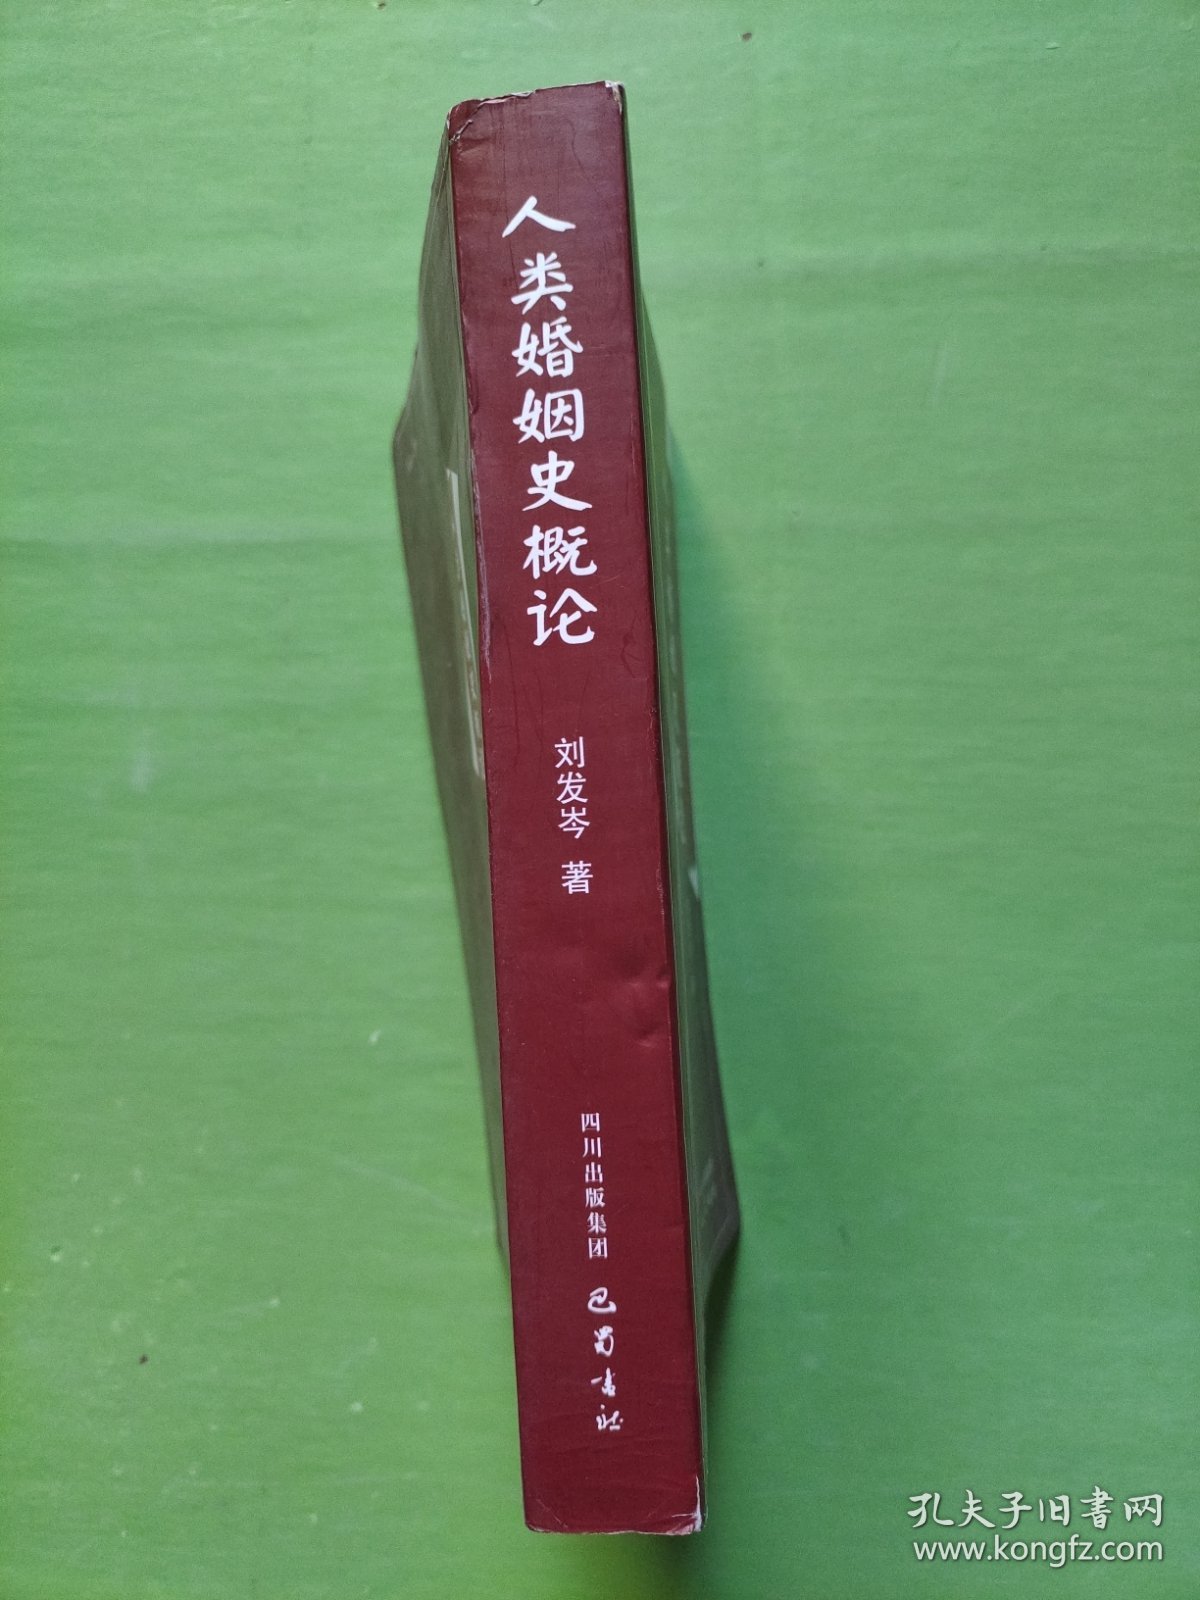 人类婚姻史概论
刘发岑 著
四川出版集团 巴蜀书社
孔夫子旧书网
www.kongfz.com